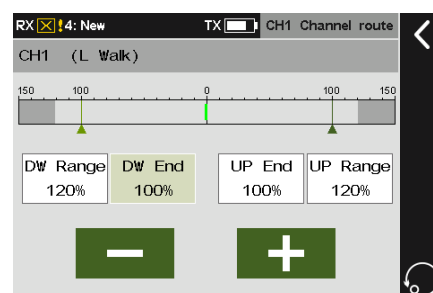 RX ! 4: New TX CH1 Channel route
CH1 (L Walk)
150 100 0 100 150
DW Range DW End UP End UP Range
120% 100% 100% 120%